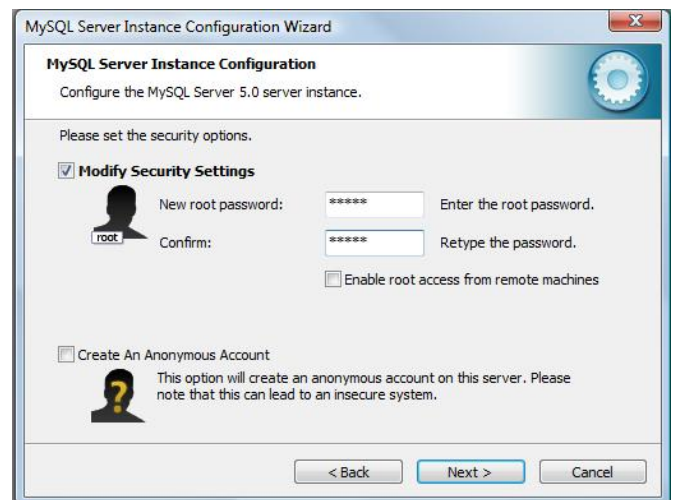 MySQL Server Instance Configuration Wizard
MySQL Server Instance Configuration
Configure the MySQL Server 5.0 server instance.
Please set the security options.
Modify Security Settings
New root password: ***** Enter the root password.
root
Confirm: ***** Retype the password.
Enable root access from remote machines
Create An Anonymous Account
This option will create an anonymous account on this server. Please
note that this can lead to an insecure system.
< Back Next > Cancel